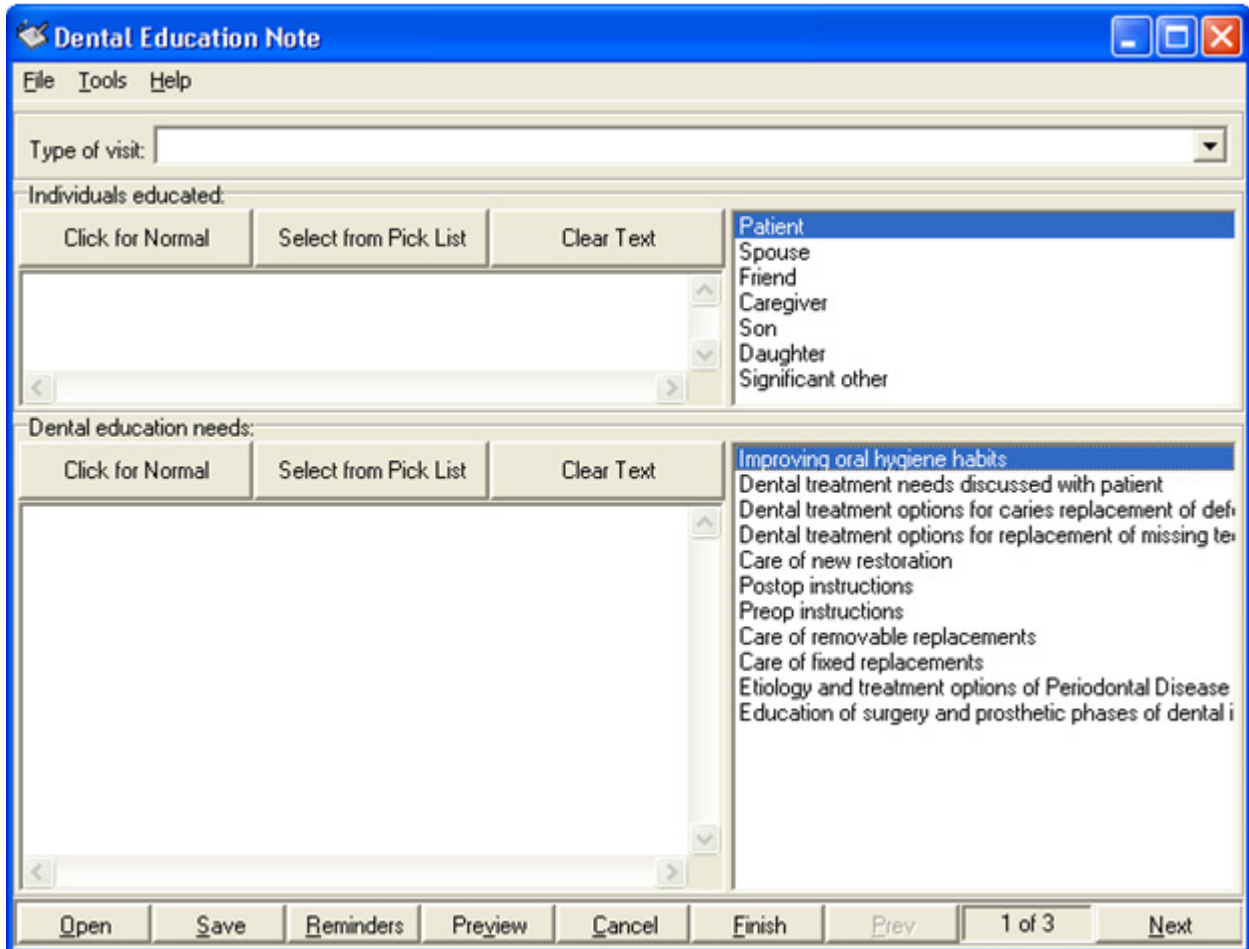 Dental Education Note
File Tools Help
Type of visit:
Individuals educated:
Click for Normal Select from Pick List Clear Text
Patient
Spouse
Friend
Caregiver
Son
Daughter
Significant other
Dental education needs:
Click for Normal Select from Pick List Clear Text
Improving oral hygiene habits
Dental treatment needs discussed with patient
Dental treatment options for caries replacement of
Dental treatment options for replacement of missing
Care of new restoration
Postop instructions
Preop instructions
Care of removable replacements
Care of fixed replacements
Etiology and treatment options of Periodontal Disease
Education of surgery and prosthetic phases of dental
Open Save Reminders Preview Cancel Finish Prev 1 of 3 Next